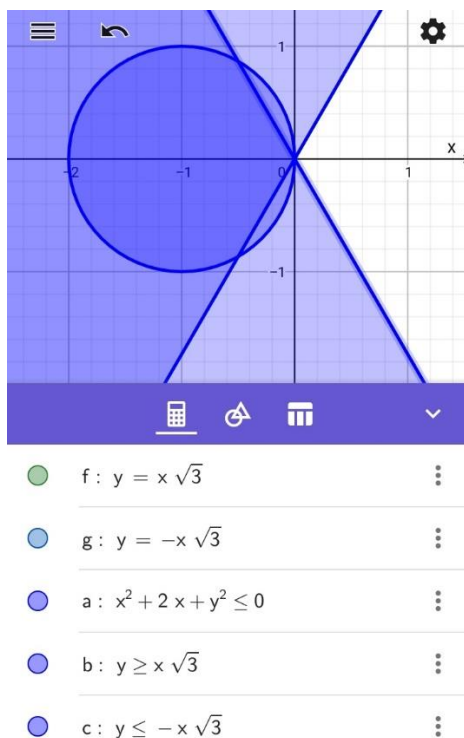 1
x
-2
-1
0
1
-1
f : y = x √3
g : y = −x √3
a : x² + 2 x + y² ≤ 0
b : y ≥ x √3
c : y ≤ − x √3